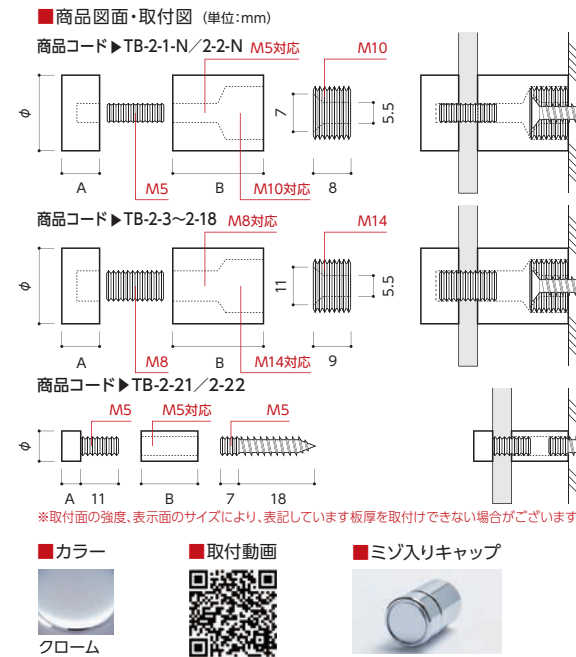 ■商品図面・取付図 (単位:mm)
商品コード▶TB-2-1-N/2-2-N M5対応 M10
φ 7 5.5
A M5 B M10対応 8
商品コード▶TB-2-3~2-18 M8対応 M14
φ 11 5.5
A M8 B M14対応 9
商品コード▶TB-2-21/2-22
M5 M5対応 M5
φ
A 11 B 7 18
※取付面の強度、表示面のサイズにより、表記しています板厚を取付けできない場合がございます
■カラー ■取付動画 ■ミゾ入りキャップ
クローム